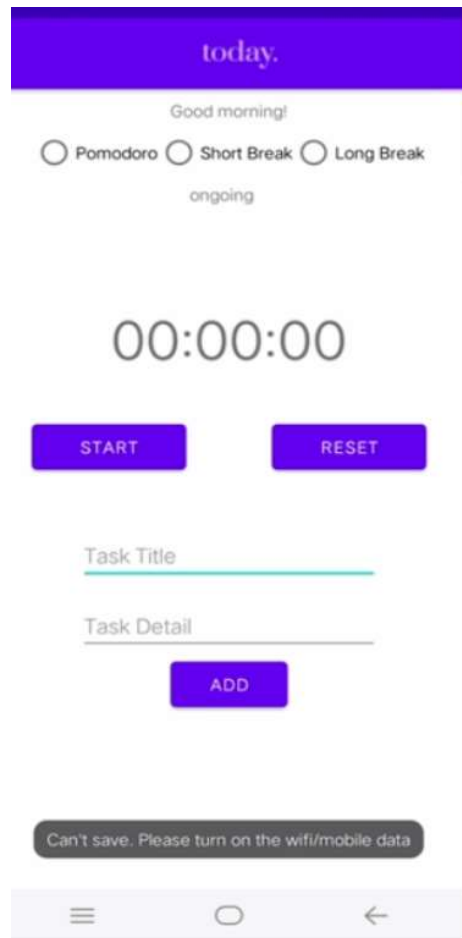 today.
Good morning!
Pomodoro Short Break Long Break
ongoing
00:00:00
START RESET
Task Title
Task Detail
ADD
Can't save. Please turn on the wifi/mobile data